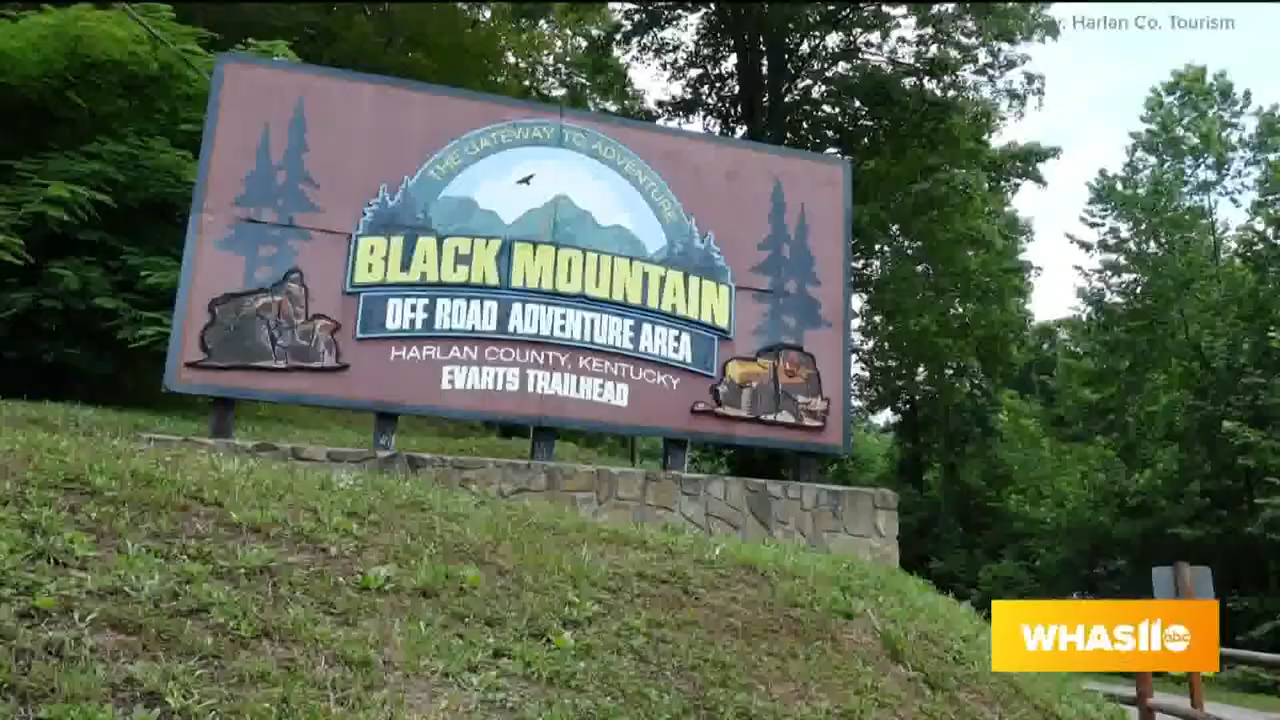 Harlan Co. Tourism
THE GATEWAY TO ADVENTURE
BLACK MOUNTAIN
OFF ROAD ADVENTURE AREA
HARLAN COUNTY, KENTUCKY
EVARTS TRAILHEAD
WHAS11 abc